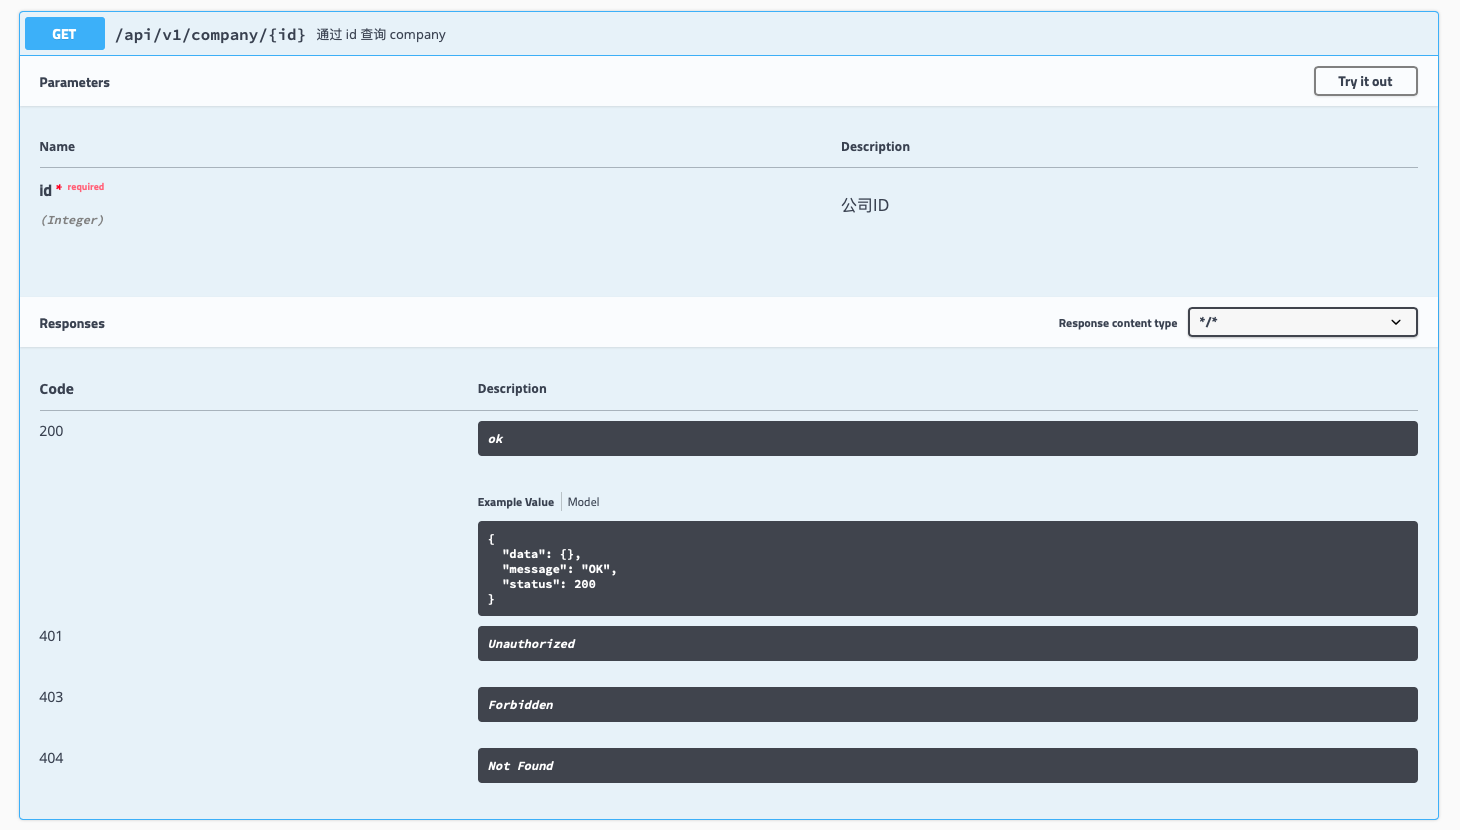 GET /api/v1/company/{id} 通过 id 查询 company
Parameters Try it out
Name Description
id * required
(Integer) 公司ID
Responses Response content type */*
Code Description
200 ok
Example Value Model
{
"data": {},
"message": "OK",
"status": 200
}
401 Unauthorized
403 Forbidden
404 Not Found